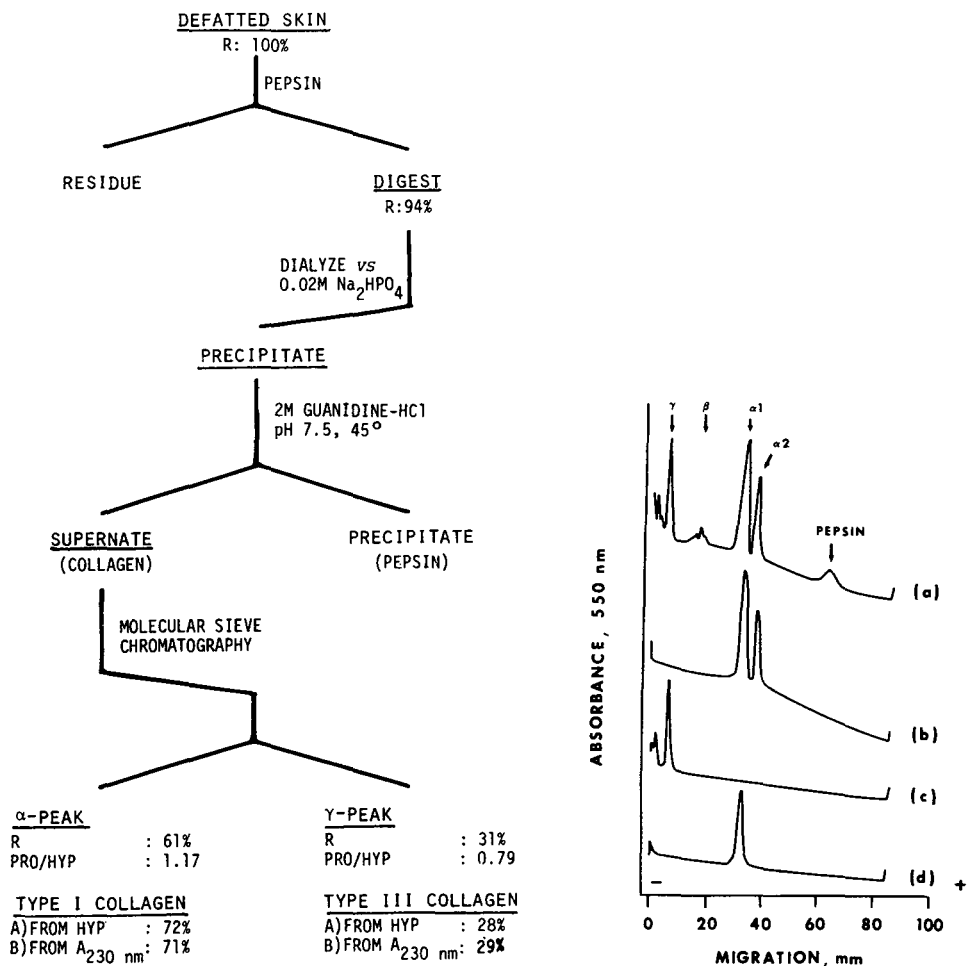 DEFATTED SKIN
R: 100%
PEPSIN
RESIDUE
DIGEST
R:94%
DIALYZE vs
0.02M Na2HPO4
PRECIPITATE
2M GUANIDINE-HCl
pH 7.5, 45°
SUPERNATE
(COLLAGEN)
PRECIPITATE
(PEPSIN)
MOLECULAR SIEVE
CHROMATOGRAPHY
α-PEAK
R : 61%
PRO/HYP : 1.17
TYPE I COLLAGEN
A)FROM HYP : 72%
B)FROM A230 nm: 71%
γ-PEAK
R : 31%
PRO/HYP : 0.79
TYPE III COLLAGEN
A)FROM HYP : 28%
B)FROM A230 nm: 29%
γ β α1
α2
PEPSIN
(a)
(b)
(c)
(d)
ABSORBANCE, 550 nm
− +
0 20 40 60 80 100
MIGRATION, mm